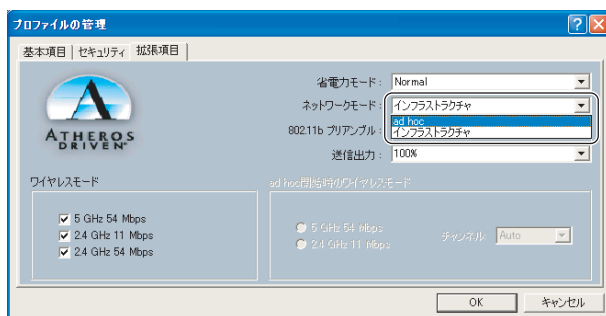 プロファイルの管理
基本項目 セキュリティ 拡張項目
ATHEROS
DRIVEN
省電力モード： Normal
ネットワークモード： インフラストラクチャ
ad hoc
802.11b プリアンブル： インフラストラクチャ
送信出力： 100%
ワイヤレスモード
5 GHz 54 Mbps
2.4 GHz 11 Mbps
2.4 GHz 54 Mbps
ad hoc開始時のワイヤレスモード
5 GHz 54 Mbps
2.4 GHz 11 Mbps
チャンネル: Auto
OK キャンセル